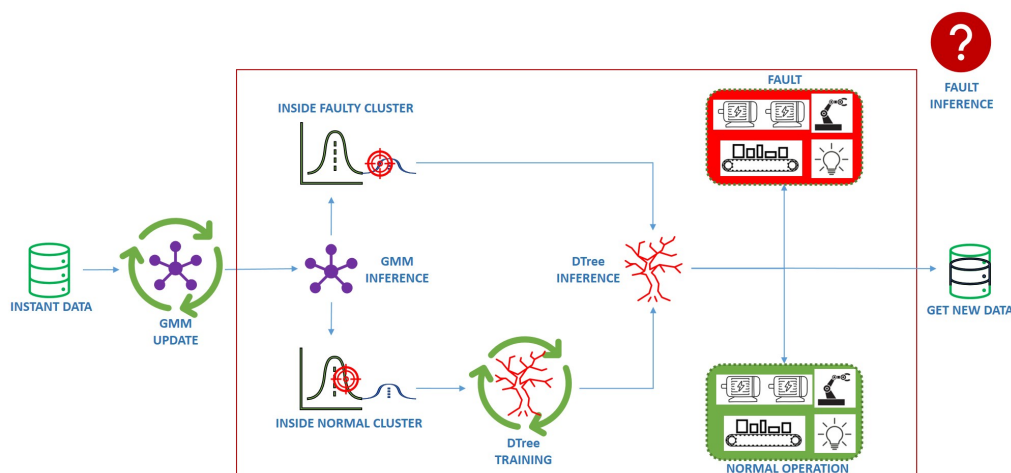 ?
FAULT
INFERENCE
FAULT
INSIDE FAULTY CLUSTER
GMM
INFERENCE
DTree
INFERENCE
INSTANT DATA
GMM
UPDATE
GET NEW DATA
INSIDE NORMAL CLUSTER
DTree
TRAINING
NORMAL OPERATION